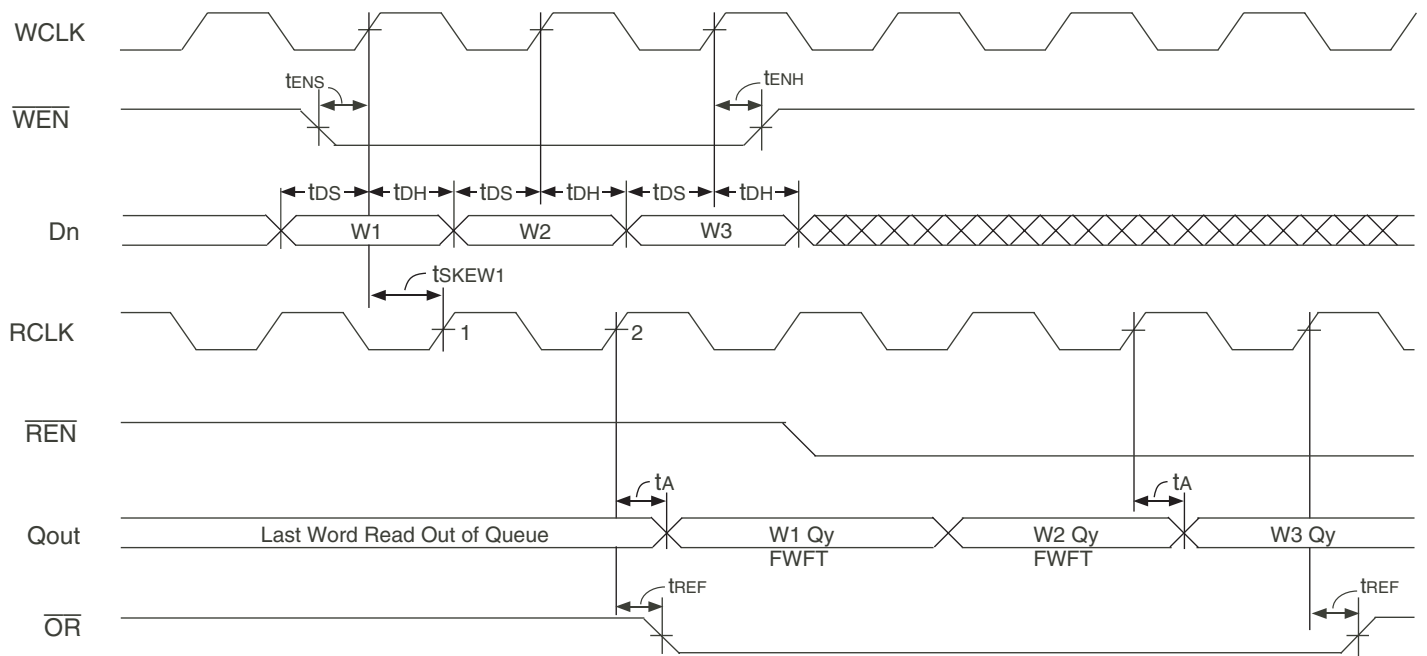 WCLK
tENS
tENH
WEN
tDS tDH tDS tDH tDS tDH
Dn
W1 W2 W3
tSKEW1
RCLK
1 2
REN
tA tA
Qout
Last Word Read Out of Queue W1 Qy W2 Qy W3 Qy
FWFT FWFT
tREF tREF
OR